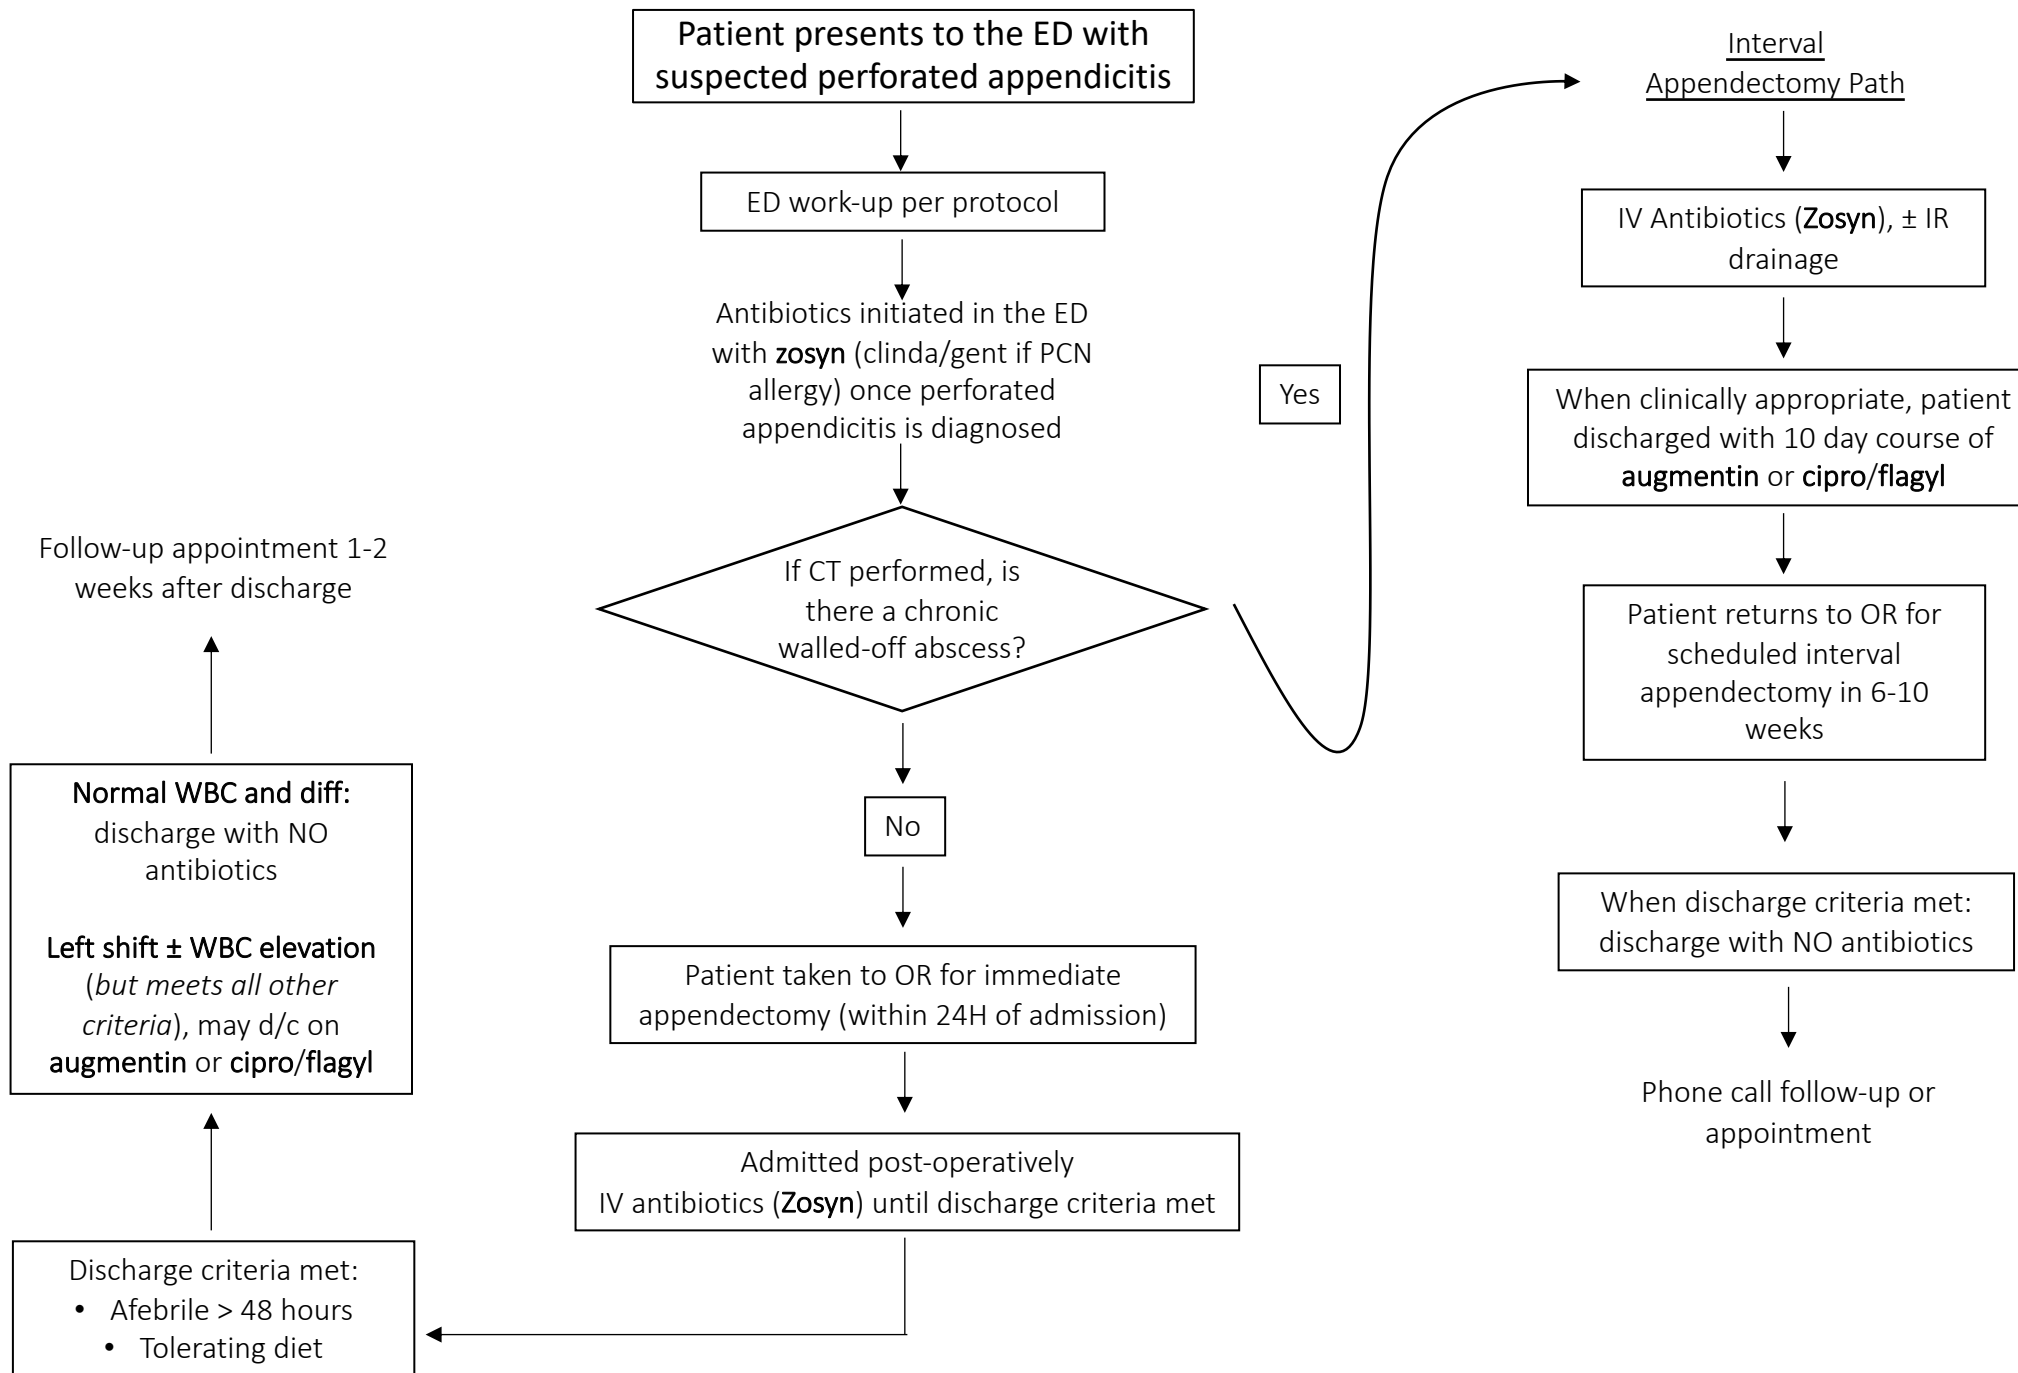 Patient presents to the ED with
suspected perforated appendicitis
ED work-up per protocol
Antibiotics initiated in the ED
with zosyn (clinda/gent if PCN
allergy) once perforated
appendicitis is diagnosed
If CT performed, is
there a chronic
walled-off abscess?
Yes
No
Patient taken to OR for immediate
appendectomy (within 24H of admission)
Admitted post-operatively
IV antibiotics (Zosyn) until discharge criteria met
Discharge criteria met:
• Afebrile > 48 hours
• Tolerating diet
Normal WBC and diff:
discharge with NO
antibiotics
Left shift ± WBC elevation
(but meets all other
criteria), may d/c on
augmentin or cipro/flagyl
Follow-up appointment 1-2
weeks after discharge
Interval
Appendectomy Path
IV Antibiotics (Zosyn), ± IR
drainage
When clinically appropriate, patient
discharged with 10 day course of
augmentin or cipro/flagyl
Patient returns to OR for
scheduled interval
appendectomy in 6-10
weeks
When discharge criteria met:
discharge with NO antibiotics
Phone call follow-up or
appointment